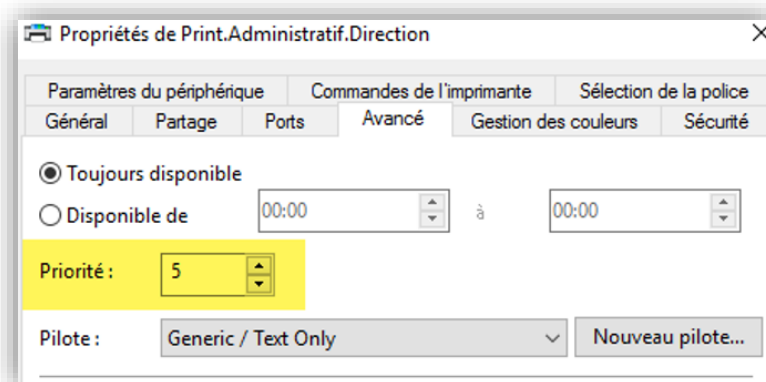 Propriétés de Print.Administratif.Direction
Paramètres du périphérique Commandes de l'imprimante Sélection de la police
Général Partage Ports Avancé Gestion des couleurs Sécurité
Toujours disponible
Disponible de 00:00 à 00:00
Priorité : 5
Pilote : Generic / Text Only Nouveau pilote...